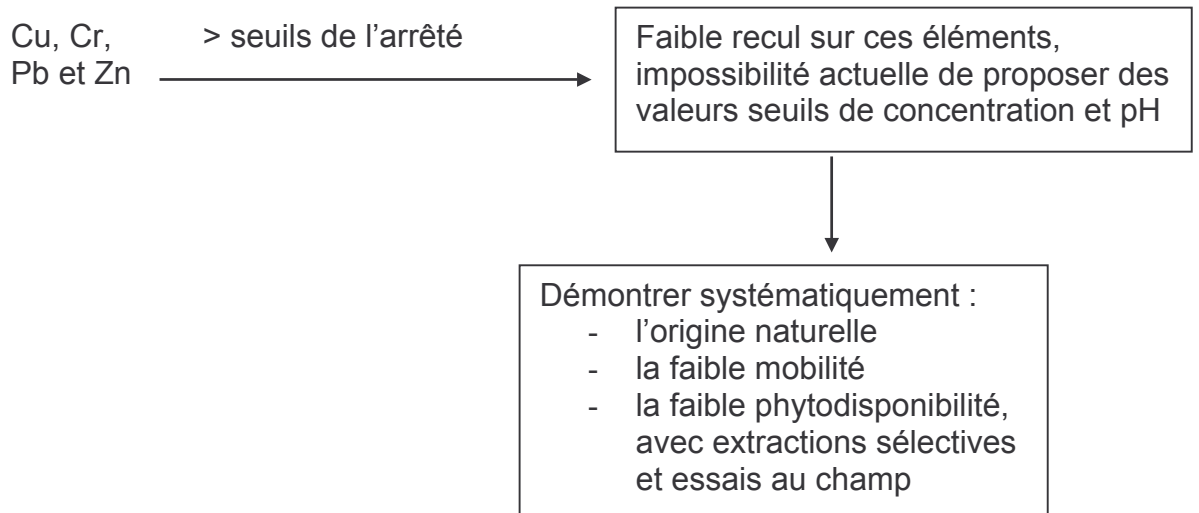 Cu, Cr,
Pb et Zn
> seuils de l’arrêté
Faible recul sur ces éléments,
impossibilité actuelle de proposer des
valeurs seuils de concentration et pH
Démontrer systématiquement :
- l’origine naturelle
- la faible mobilité
- la faible phytodisponibilité,
avec extractions sélectives
et essais au champ